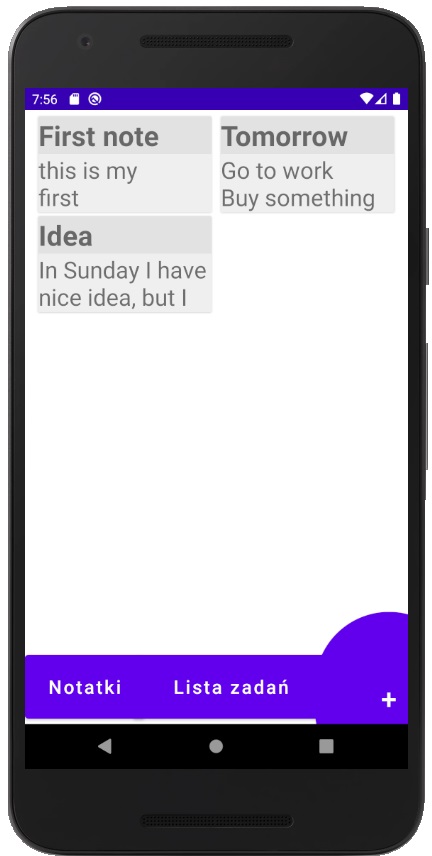 7:56
First note
this is my
first
Tomorrow
Go to work
Buy something
Idea
In Sunday I have
nice idea, but I
Notatki
Lista zadań
+